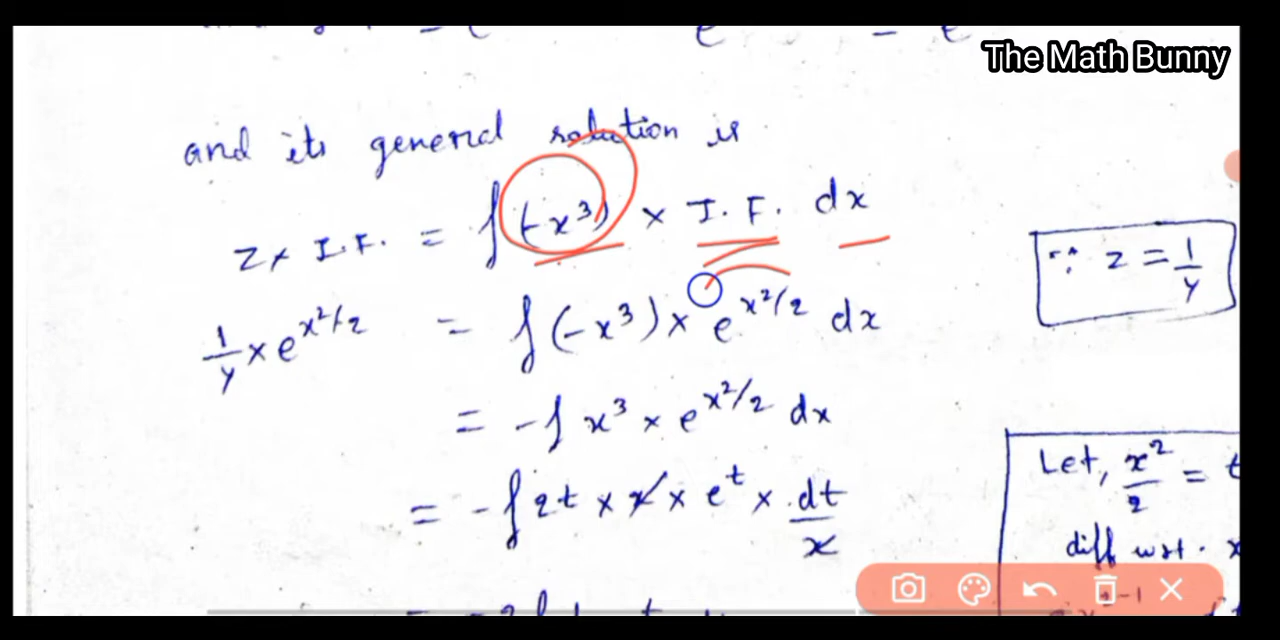 The Math Bunny
and its general solution is
z × I.F. = ∫(-x³) × I.F. dx
∵ z = 1/y
1/y × e^(x²/2) = ∫(-x³) × e^(x²/2) dx
= -∫ x³ × e^(x²/2) dx
Let, x²/2 = t
= -∫ 2t × x × e^t × dt/x
diff wrt. x